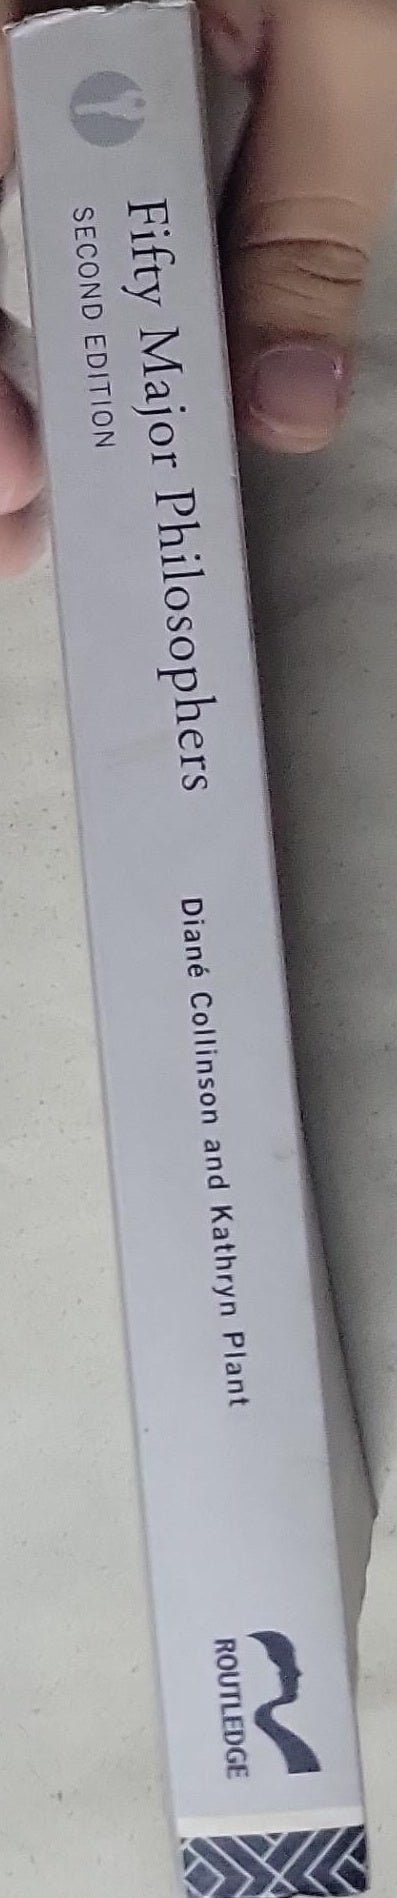 Fifty Major Philosophers
SECOND EDITION
Diané Collinson and Kathryn Plant
ROUTLEDGE